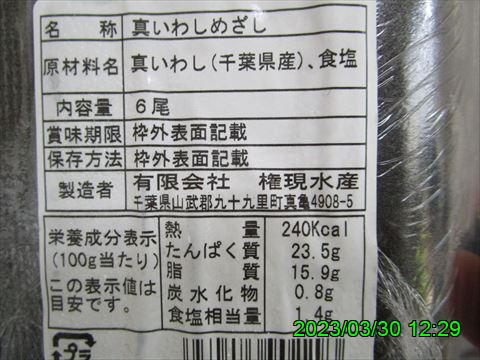 名 称 真いわしめざし
原材料名 真いわし(千葉県産)、食塩
内容量 6尾
賞味期限 枠外表面記載
保存方法 枠外表面記載
製造者 有限会社 権現水産
千葉県山武郡九十九里町真亀4908-5
栄養成分表示
(100g当たり)
この表示値は
目安です。
熱量 240Kcal
たんぱく質 23.5g
脂質 15.9g
炭水化物 0.8g
食塩相当量 1.4g
プラ
2023/03/30 12:29